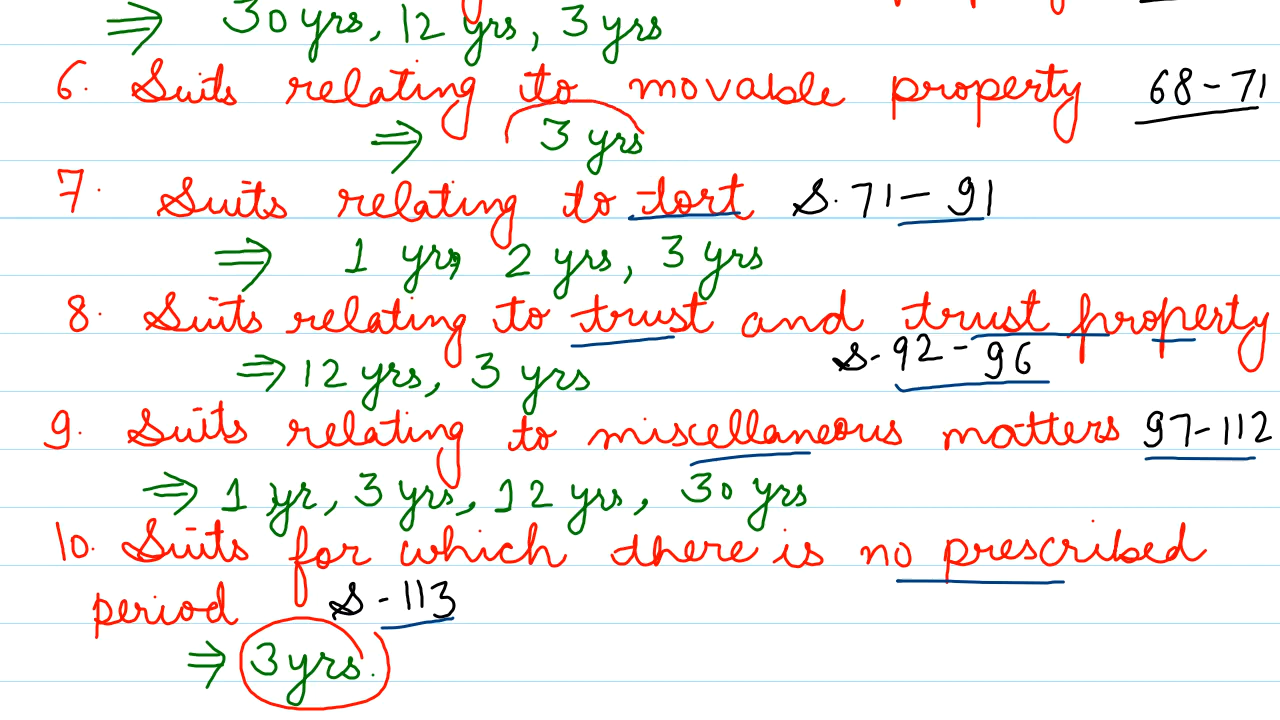 ⇒ 30 yrs, 12 yrs, 3 yrs
6. Suits relating to movable property 68-71
⇒ 3 yrs
7. Suits relating to tort S. 71-91
⇒ 1 yrs, 2 yrs, 3 yrs
8. Suits relating to trust and trust property
S-92-96
⇒ 12 yrs, 3 yrs
9. Suits relating to miscellaneous matters 97-112
⇒ 1 yr, 3 yrs, 12 yrs, 30 yrs
10. Suits for which there is no prescribed
period S-113
⇒ 3 yrs.